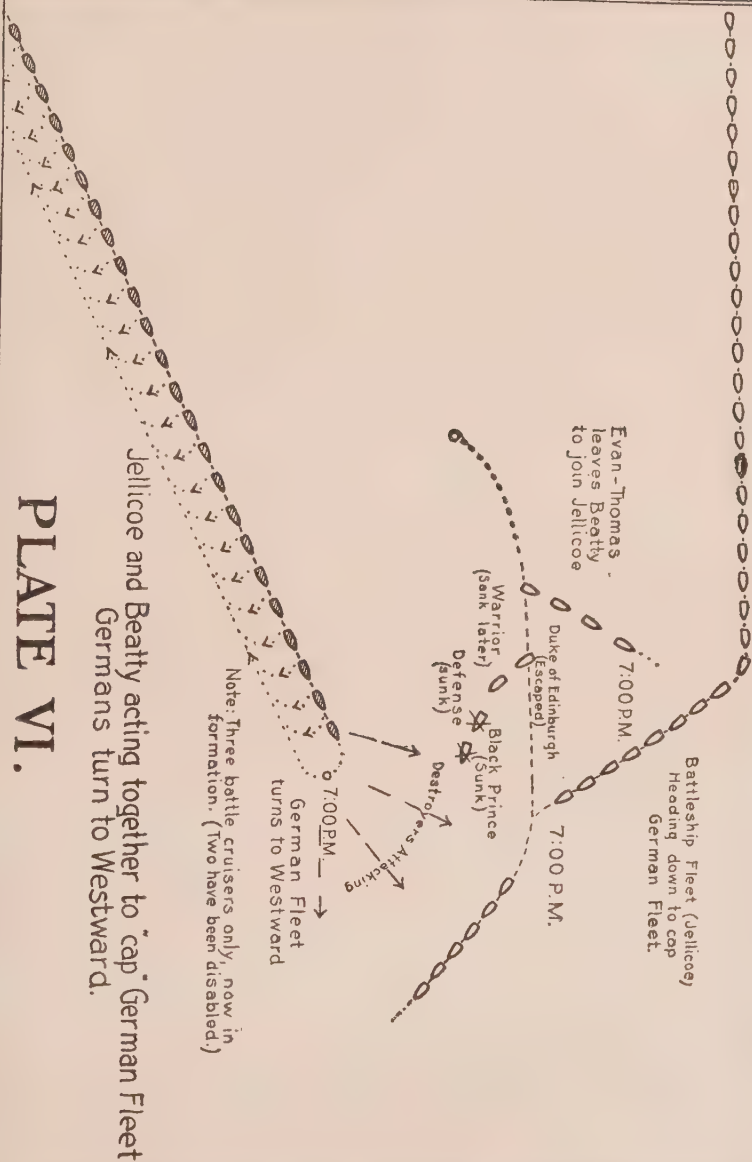 Battleship Fleet (Jellicoe)
Heading down to cap
German Fleet.
Evan-Thomas
leaves Beatty
to join Jellicoe
7:00 P.M.
7:00 P.M.
Duke of Edinburgh
(Escaped)
Warrior
(Sank later)
Black Prince
(Sunk)
Defense
(sunk)
Destroyers Attacking
7:00 P.M.
German Fleet
turns to Westward
Note: Three battle cruisers only, now in
formation. (Two have been disabled.)
Jellicoe and Beatty acting together to "cap" German Fleet
Germans turn to Westward.
PLATE VI.